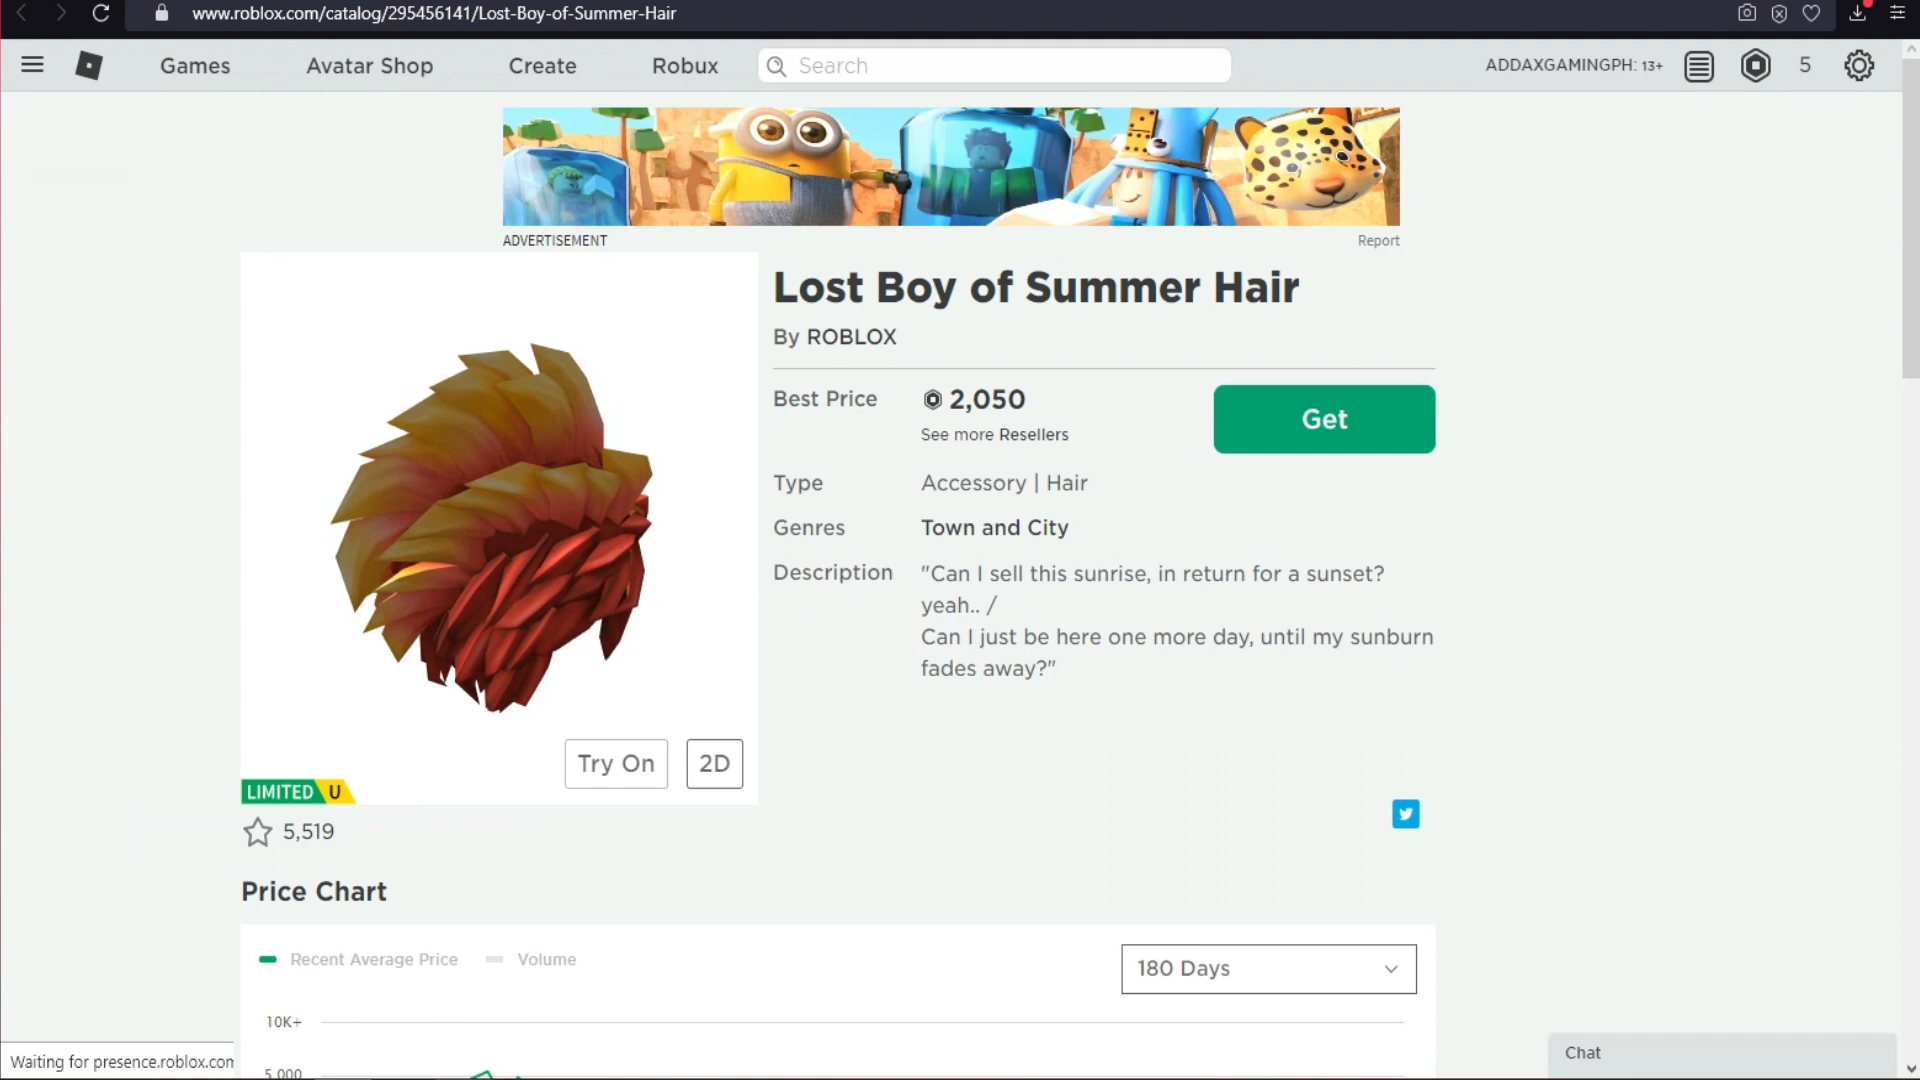 www.roblox.com/catalog/295456141/Lost-Boy-of-Summer-Hair
Games
Avatar Shop
Create
Robux
Search
ADDAXGAMINGPH: 13+
5
ADVERTISEMENT
Report
Lost Boy of Summer Hair
By ROBLOX
Best Price
2,050
See more Resellers
Get
Type
Accessory | Hair
Genres
Town and City
Description
"Can I sell this sunrise, in return for a sunset?
yeah.. /
Can I just be here one more day, until my sunburn
fades away?"
Try On
2D
LIMITED U
5,519
Price Chart
Recent Average Price
Volume
180 Days
10K+
5,000
Waiting for presence.roblox.com
Chat